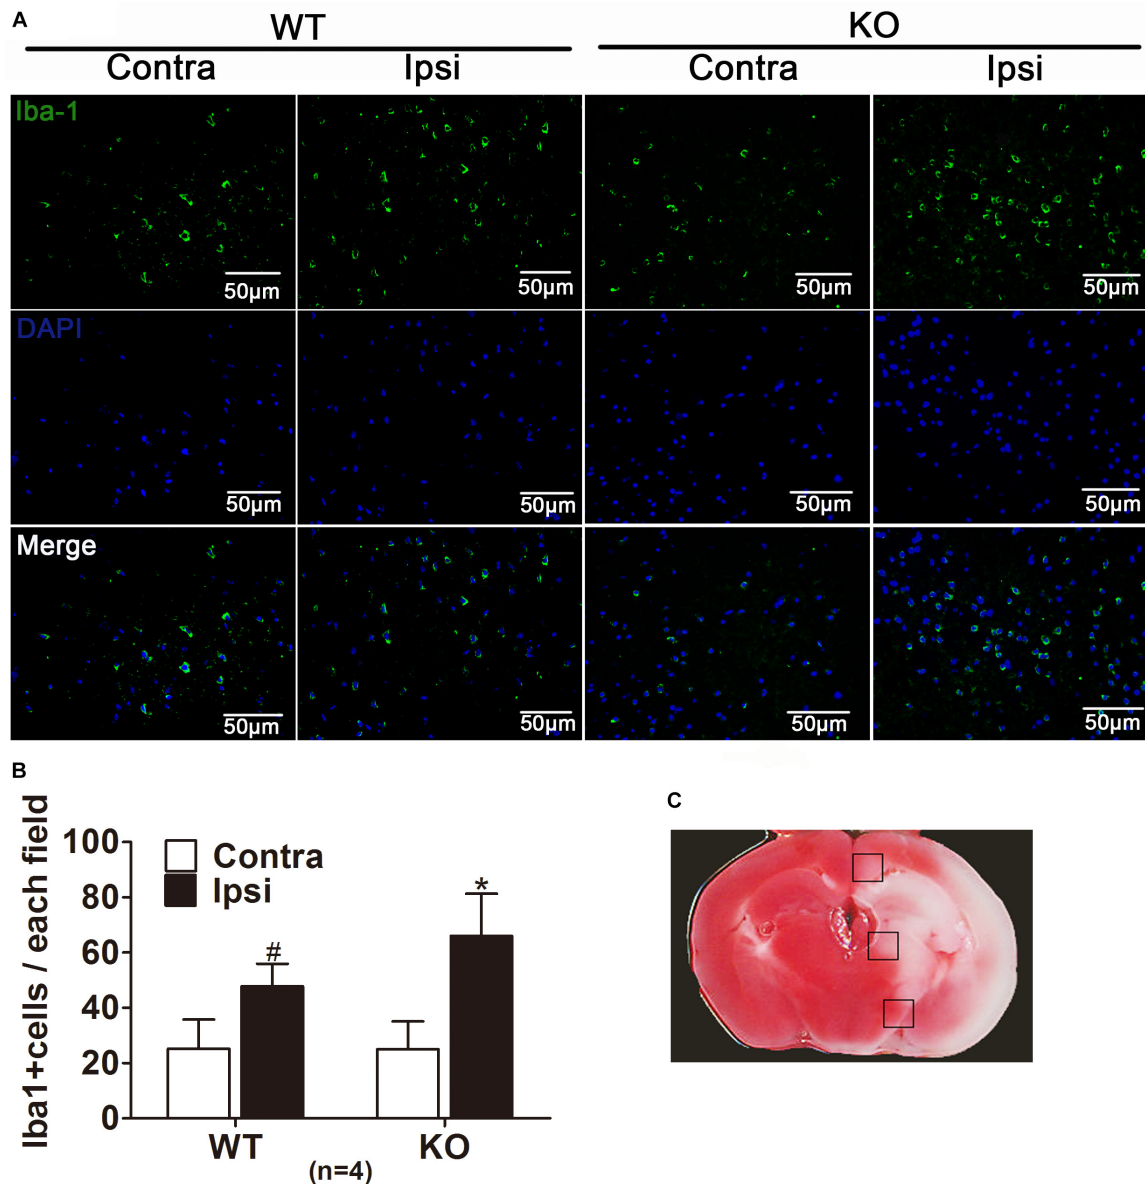 A
WT KO
Contra Ipsi Contra Ipsi
Iba-1
50μm 50μm 50μm 50μm
DAPI
50μm 50μm 50μm 50μm
Merge
50μm 50μm 50μm 50μm
B
Iba1+cells / each field
100
80
60
40
20
0
Contra
Ipsi
#
*
WT KO
(n=4)
C